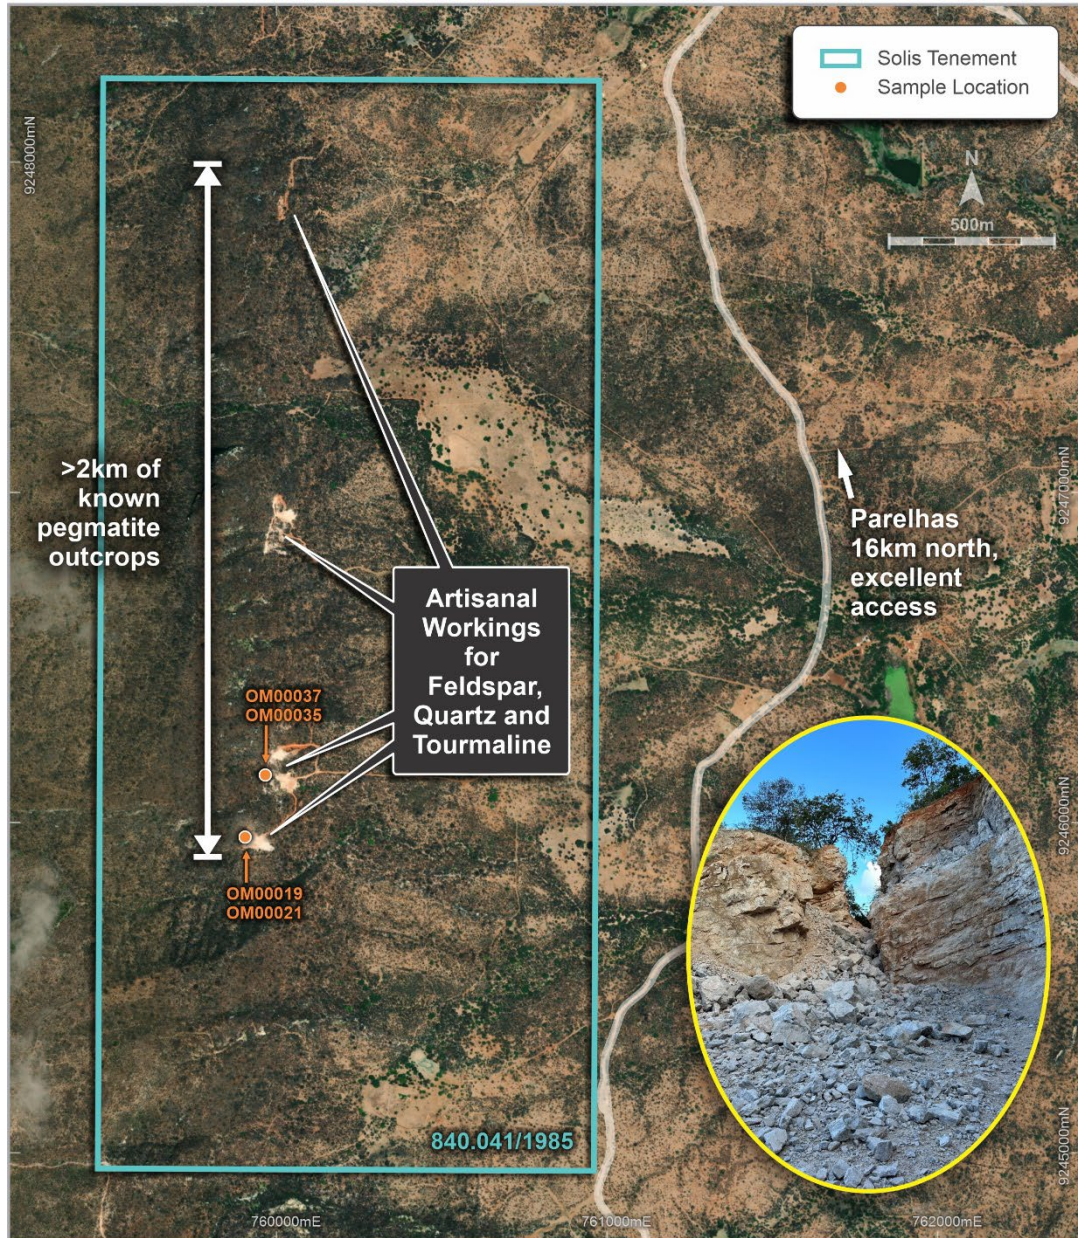 Solis Tenement
Sample Location
9248000mN
N
500m
>2km of
known
pegmatite
outcrops
9247000mN
Parelhas
16km north,
excellent
access
Artisanal
Workings
for
Feldspar,
Quartz and
Tourmaline
OM00037
OM00035
9246000mN
OM00019
OM00021
840.041/1985
9245000mN
760000mE
761000mE
762000mE